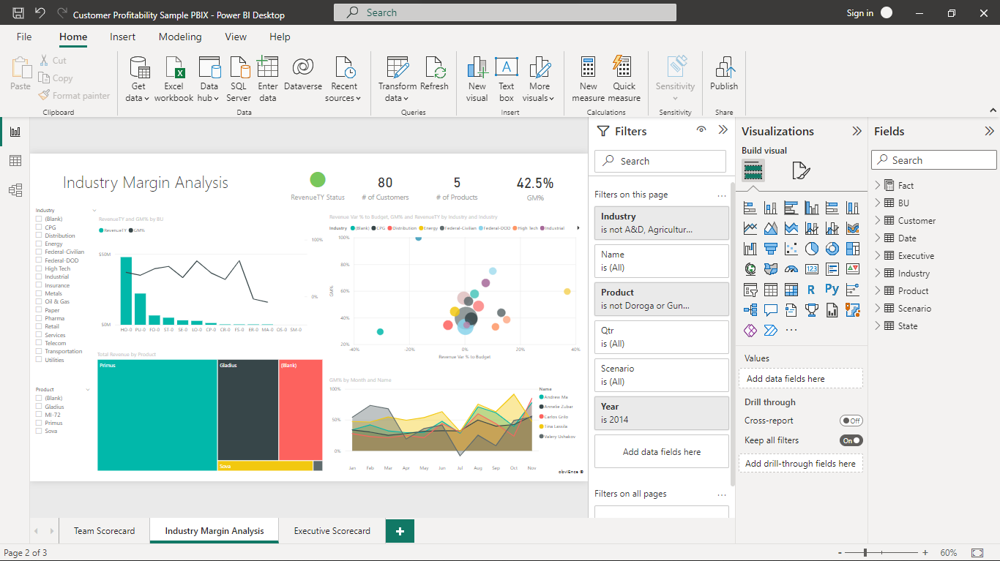 Customer Profitability Sample PBIX - Power BI Desktop
Search
Sign in
File Home Insert Modeling View Help
Paste
Cut
Copy
Format painter
Get data
Excel workbook
Data hub
SQL Server
Enter data
Dataverse
Recent sources
Transform data
Refresh
New visual
Text box
More visuals
New measure
Quick measure
Sensitivity
Publish
Clipboard Data Queries Insert Calculations Sensitivity Share
Industry Margin Analysis
RevenueTY Status
80
# of Customers
5
# of Products
42.5%
GM%
Industry
(Blank)
CPG
Distribution
Energy
Federal-Civilian
Federal-DOD
High Tech
Industrial
Insurance
Metals
Oil & Gas
Paper
Pharma
Retail
Services
Telecom
Transportation
Utilities
Product
(Blank)
Gladius
MI-72
Primus
Sova
RevenueTY and GM% by BU
RevenueTY GM%
$50M
$0M
100%
0%
HO-0 PU-0 FO-0 ST-0 SE-0 LO-0 CP-0 CR-0 FS-0 ER-0 MA-0 OS-0 SM-0
Total Revenue by Product
Primus
Gladius
(Blank)
Sova
Revenue Var % to Budget, GM% and RevenueTY by Industry and Industry
Industry (Blank) CPG Distribution Energy Federal-Civilian Federal-DOD High Tech Industrial
GM%
100%
80%
60%
40%
20%
-40% -20% 0% 20% 40%
Revenue Var % to Budget
GM% by Month and Name
100%
50%
0%
Jan Feb Mar Apr May Jun Jul Aug Sep Oct Nov
Name
Andrew Ma
Annelie Zubar
Carlos Grilo
Tina Lassila
Valery Ushakov
obviEnce ©
Filters
Search
Filters on this page
Industry
is not A&D, Agricultur...
Name
is (All)
Product
is not Doroga or Gun...
Qtr
is (All)
Scenario
is (All)
Year
is 2014
Add data fields here
Filters on all pages
Visualizations
Build visual
123
R
Py
Values
Add data fields here
Drill through
Cross-report
Off
Keep all filters
On
Add drill-through fields here
Fields
Search
Fact
BU
Customer
Date
Executive
Industry
Product
Scenario
State
Team Scorecard
Industry Margin Analysis
Executive Scorecard
Page 2 of 3
60%